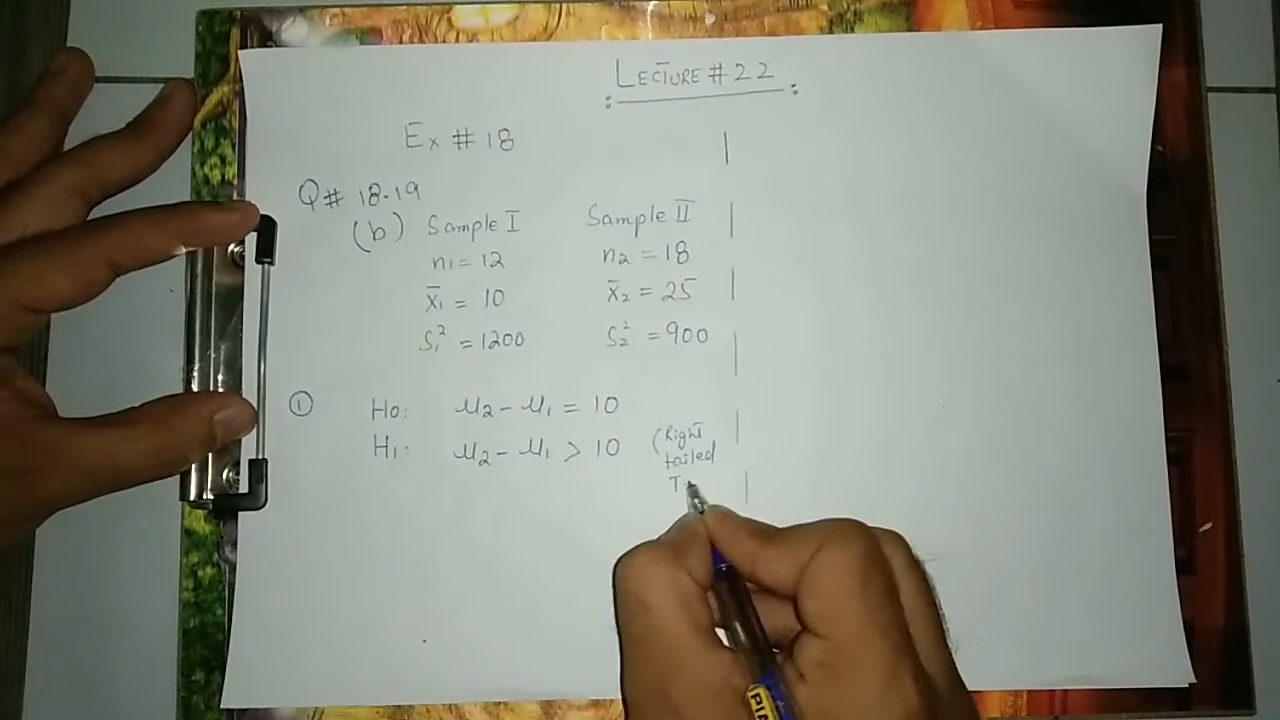 LECTURE # 22
Ex # 18
Q# 18.19
(b) Sample I Sample II
n₁ = 12 n₂ = 18
x̄₁ = 10 x̄₂ = 25
S₁² = 1200 S₂² = 900
① H₀: μ₂ - μ₁ = 10
H₁: μ₂ - μ₁ > 10 (Right
tailed
T